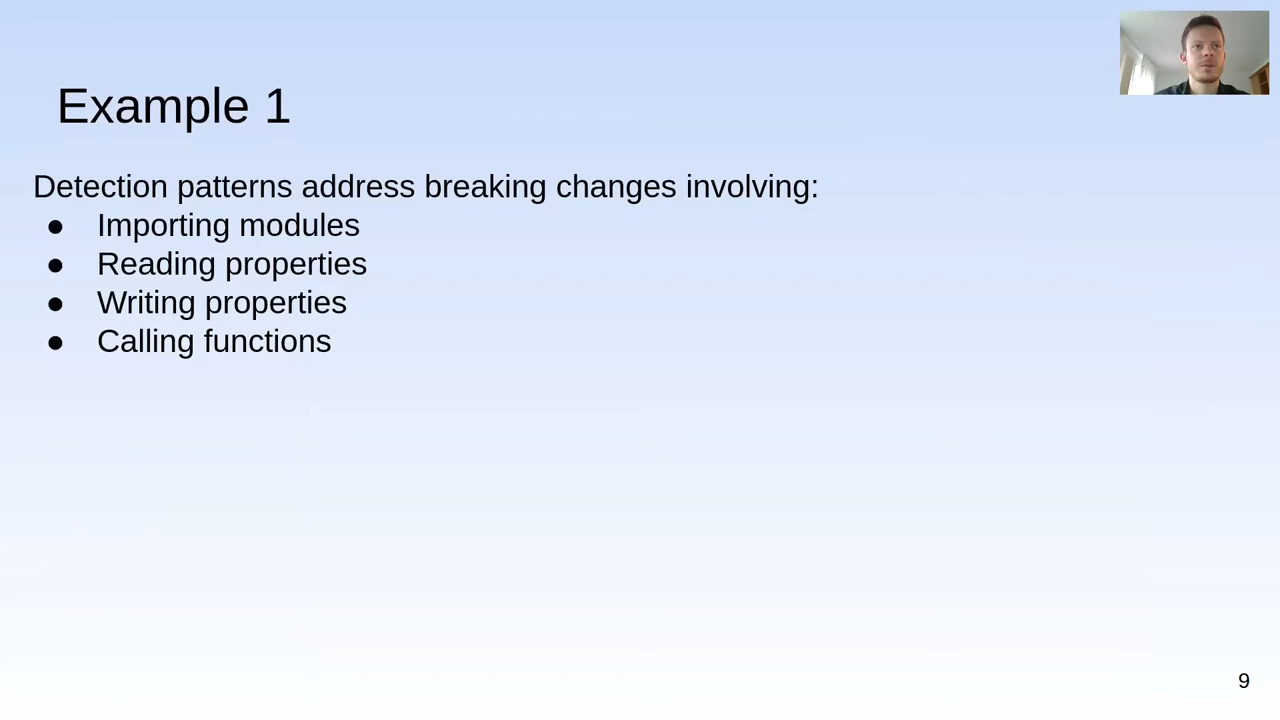 Example 1
Detection patterns address breaking changes involving:
● Importing modules
● Reading properties
● Writing properties
● Calling functions
9